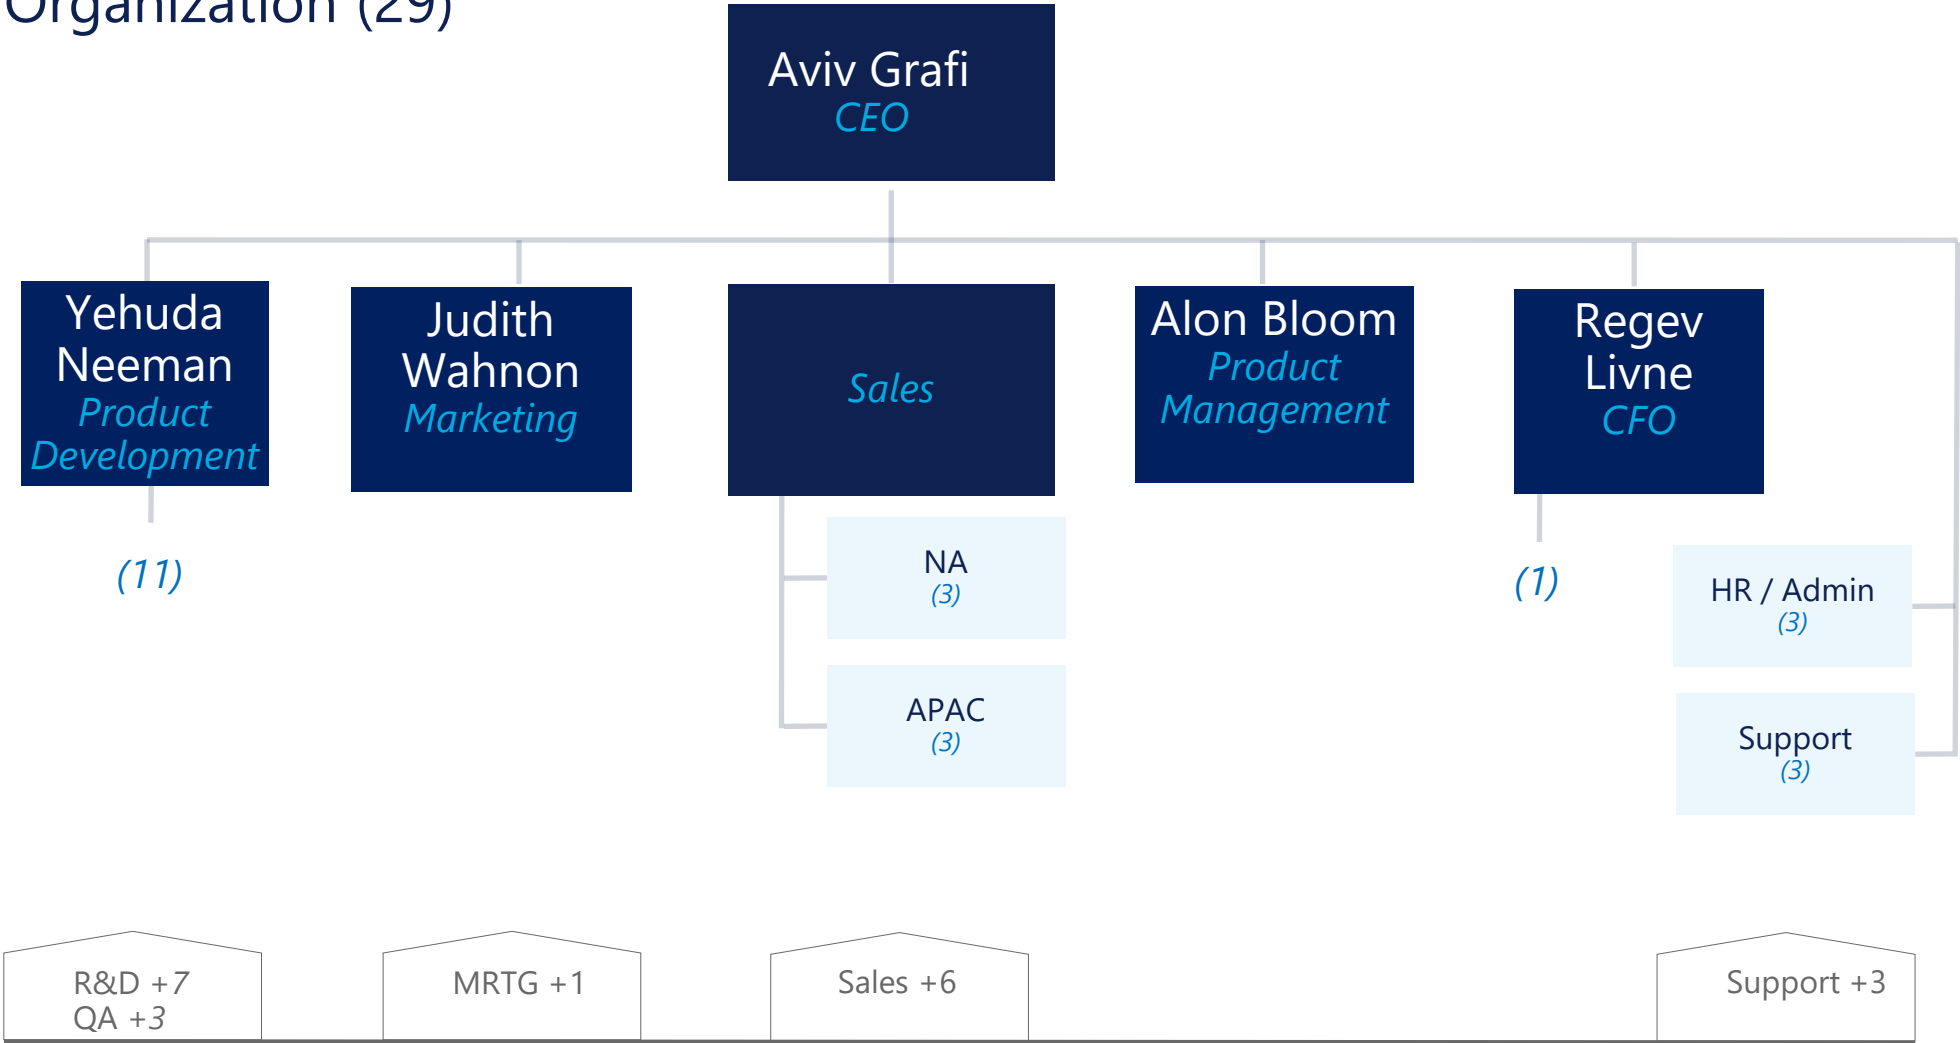 Organization (29)
Aviv Grafi
CEO
Yehuda
Neeman
Product
Development
(11)
Judith
Wahnon
Marketing
Sales
NA
(3)
APAC
(3)
Alon Bloom
Product
Management
Regev
Livne
CFO
(1)
HR / Admin
(3)
Support
(3)
R&D +7
QA +3
MRTG +1
Sales +6
Support +3